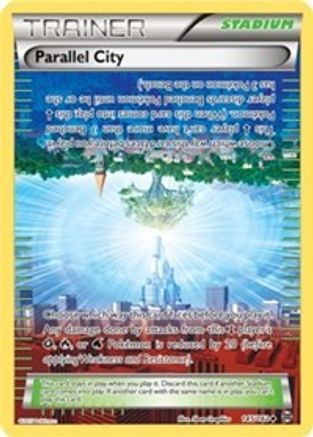 TRAINER
STADIUM
Parallel City
Choose which way this card faces before you play it.
This ↓ player can't have more than 3 Benched
Pokémon. (When this card comes into play, this ↓
player discards Benched Pokémon until he or she
has 3 Pokémon on the Bench.)
Choose which way this card faces before you play it.
Any damage done by attacks from this ↓ player's
Pokémon is reduced by 20 (before
applying Weakness and Resistance).
This card stays in play when you play it. Discard this card if another Stadium
card comes into play. If another card with the same name is in play, you
can't play this card.
145/162